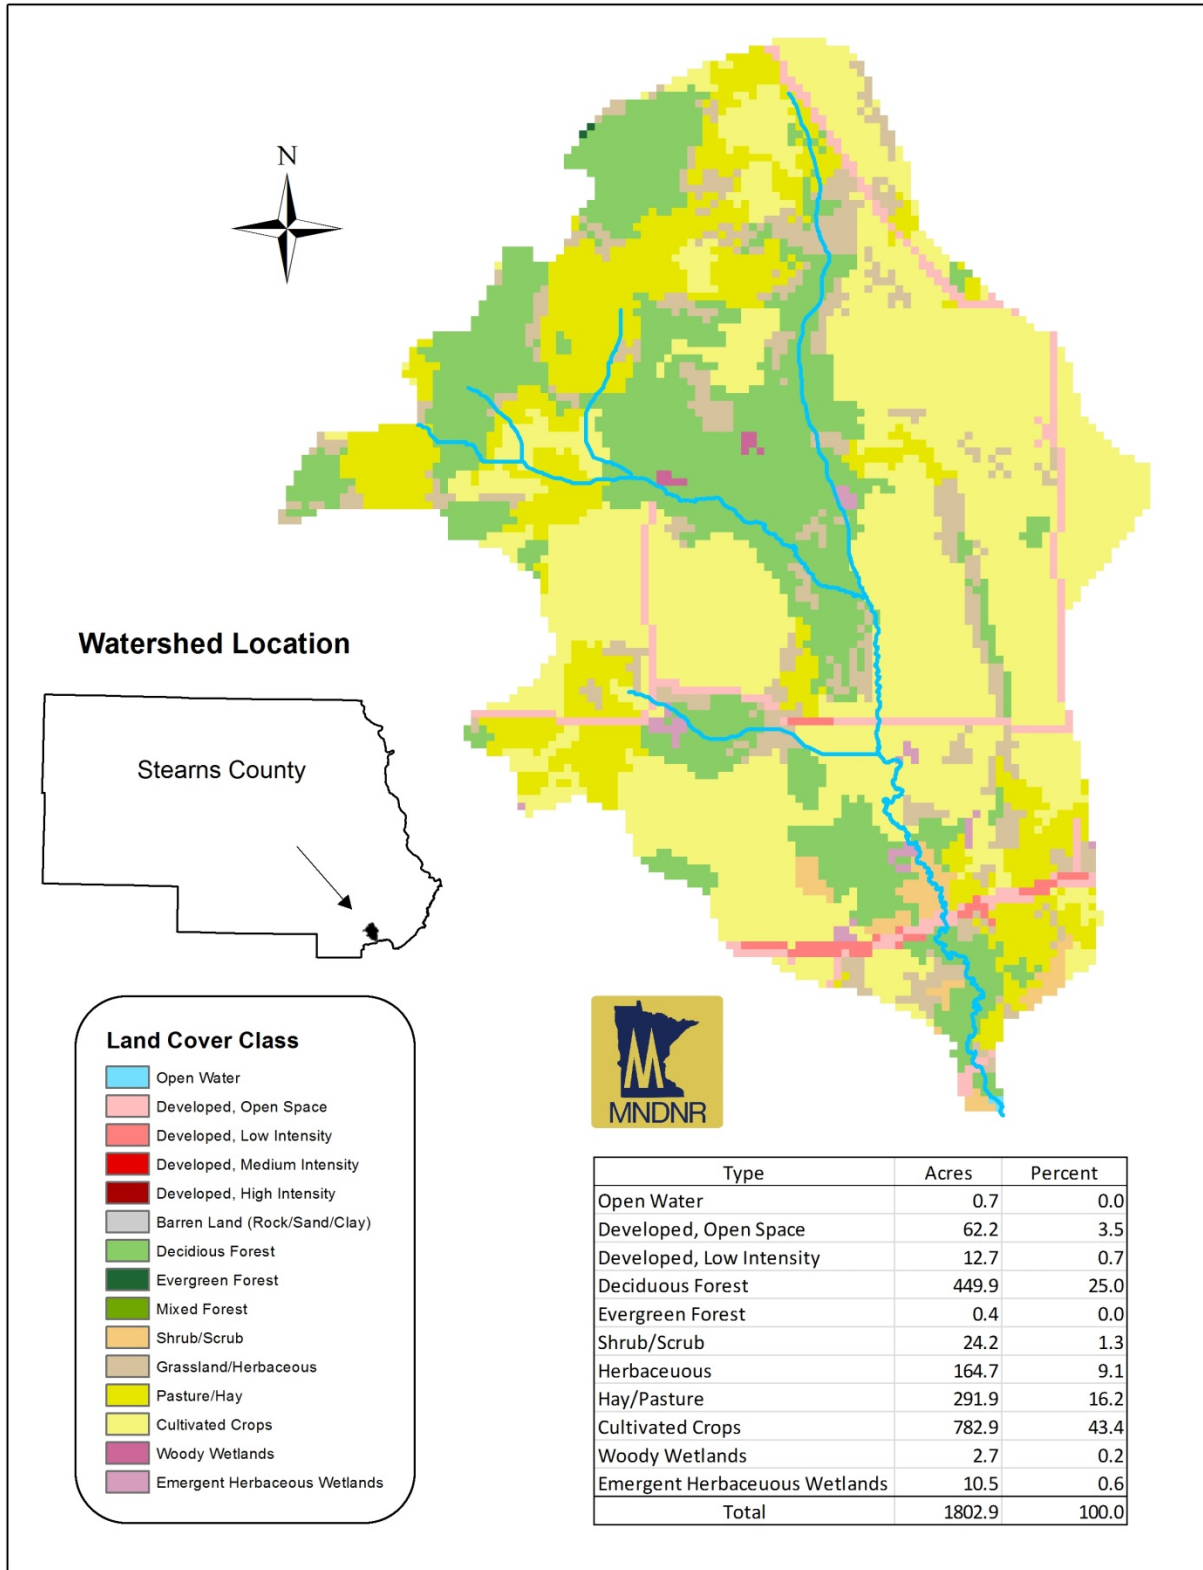 N
Watershed Location
Stearns County
Land Cover Class
Open Water
Developed, Open Space
Developed, Low Intensity
Developed, Medium Intensity
Developed, High Intensity
Barren Land (Rock/Sand/Clay)
Decidious Forest
Evergreen Forest
Mixed Forest
Shrub/Scrub
Grassland/Herbaceous
Pasture/Hay
Cultivated Crops
Woody Wetlands
Emergent Herbaceous Wetlands
MNDNR
Type Acres Percent
Open Water 0.7 0.0
Developed, Open Space 62.2 3.5
Developed, Low Intensity 12.7 0.7
Deciduous Forest 449.9 25.0
Evergreen Forest 0.4 0.0
Shrub/Scrub 24.2 1.3
Herbaceuous 164.7 9.1
Hay/Pasture 291.9 16.2
Cultivated Crops 782.9 43.4
Woody Wetlands 2.7 0.2
Emergent Herbaceuous Wetlands 10.5 0.6
Total 1802.9 100.0